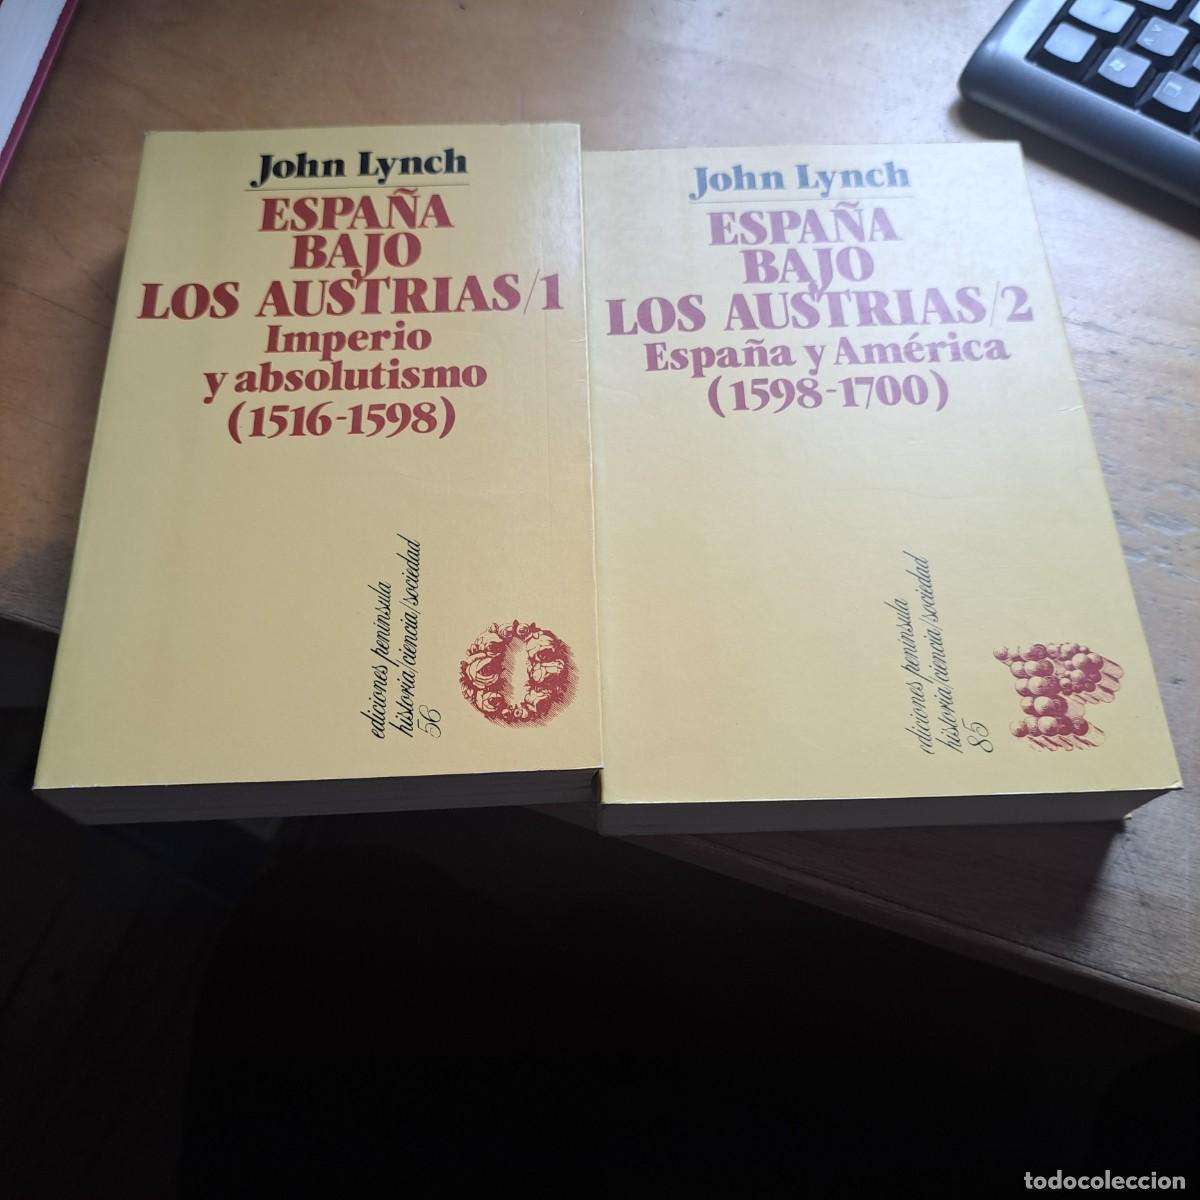 John Lynch
ESPAÑA
BAJO
LOS AUSTRIAS/1
Imperio
y absolutismo
(1516-1598)
ediciones península
historia/ciencia/sociedad
56
John Lynch
ESPAÑA
BAJO
LOS AUSTRIAS/2
España y América
(1598-1700)
ediciones península
historia/ciencia/sociedad
85
todocoleccion